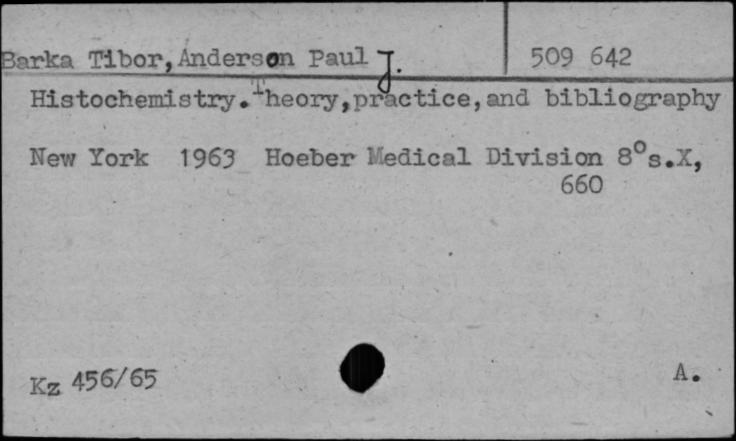 Barka Tibor, Anderson Paul J. 509 642
Histochemistry. Theory, practice, and bibliography
New York 1963 Hoeber Medical Division 8° s.X,
660
Kz 456/65 A.